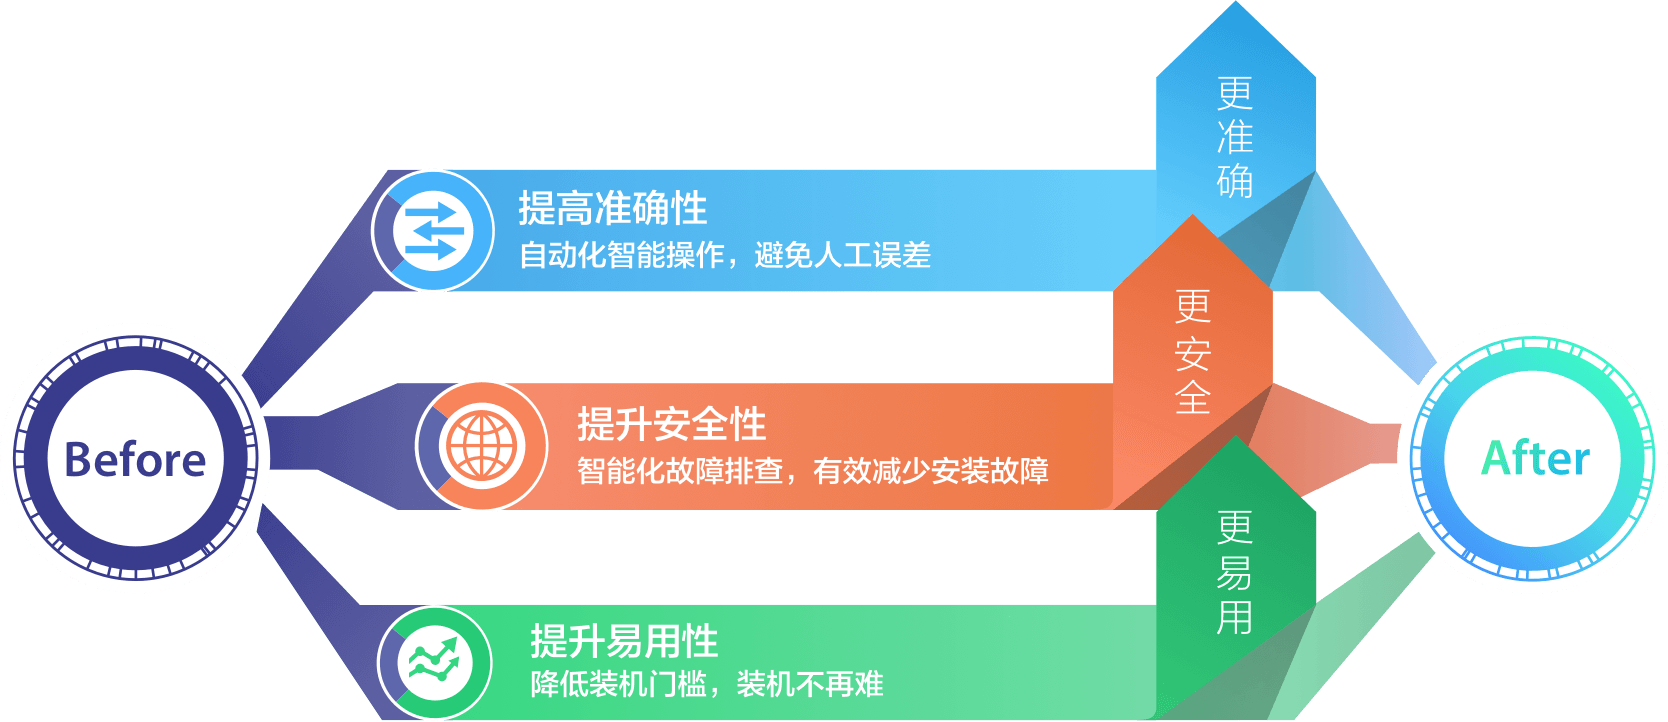 Before
提高准确性
自动化智能操作，避免人工误差
更准确
提升安全性
智能化故障排查，有效减少安装故障
更安全
提升易用性
降低装机门槛，装机不再难
更易用
After